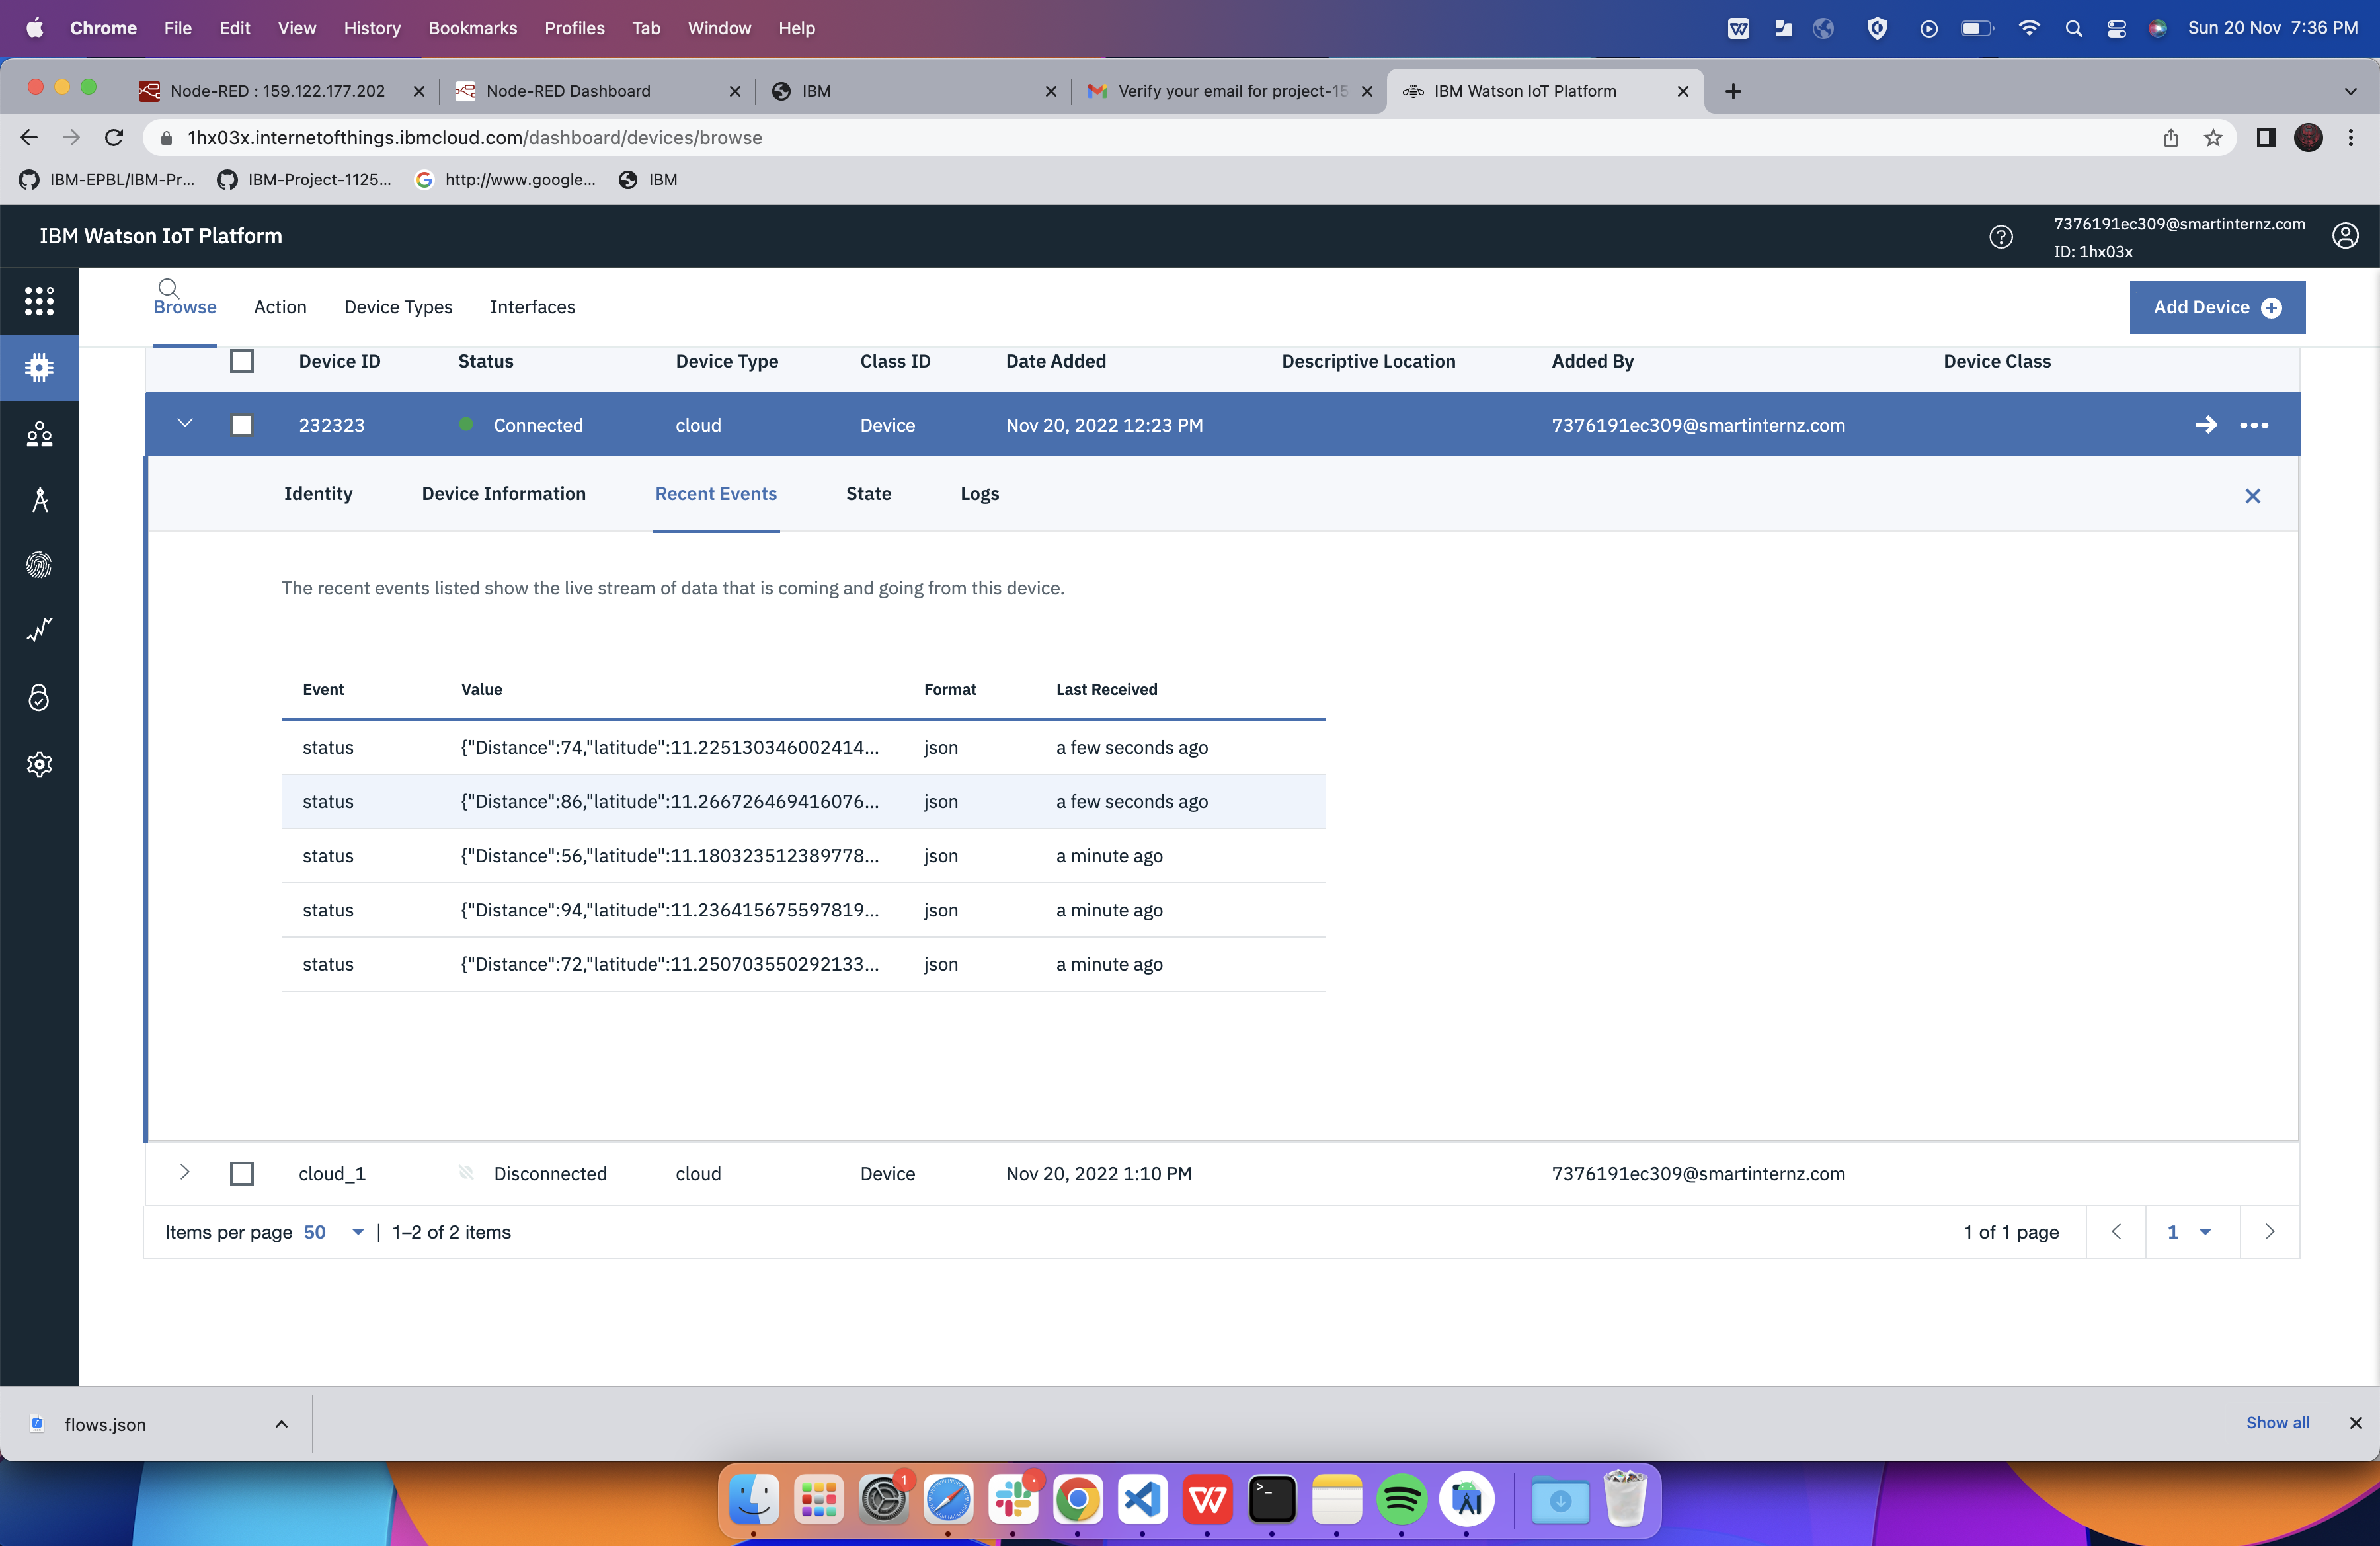 Chrome File Edit View History Bookmarks Profiles Tab Window Help Sun 20 Nov 7:36 PM
Node-RED : 159.122.177.202 Node-RED Dashboard IBM Verify your email for project-15 IBM Watson IoT Platform
1hx03x.internetofthings.ibmcloud.com/dashboard/devices/browse
IBM-EPBL/IBM-Pr... IBM-Project-1125... http://www.google... IBM
IBM Watson IoT Platform
7376191ec309@smartinternz.com
ID: 1hx03x
Browse Action Device Types Interfaces Add Device
Device ID Status Device Type Class ID Date Added Descriptive Location Added By Device Class
232323 Connected cloud Device Nov 20, 2022 12:23 PM 7376191ec309@smartinternz.com
Identity Device Information Recent Events State Logs
The recent events listed show the live stream of data that is coming and going from this device.
Event Value Format Last Received
status {"Distance":74,"latitude":11.225130346002414... json a few seconds ago
status {"Distance":86,"latitude":11.266726469416076... json a few seconds ago
status {"Distance":56,"latitude":11.180323512389778... json a minute ago
status {"Distance":94,"latitude":11.236415675597819... json a minute ago
status {"Distance":72,"latitude":11.250703550292133... json a minute ago
cloud_1 Disconnected cloud Device Nov 20, 2022 1:10 PM 7376191ec309@smartinternz.com
Items per page 50 | 1–2 of 2 items 1 of 1 page 1
flows.json Show all
1